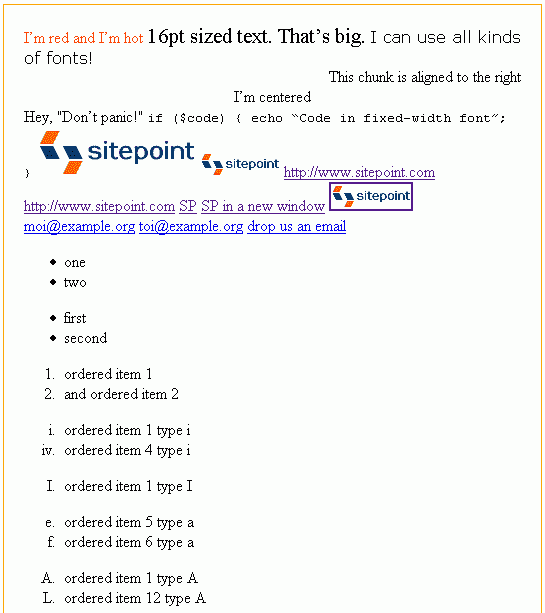 I’m red and I’m hot 16pt sized text. That’s big. I can use all kinds
of fonts!
This chunk is aligned to the right
I’m centered
Hey, "Don’t panic!" if ($code) { echo “Code in fixed-width font”;
} sitepoint sitepoint http://www.sitepoint.com
http://www.sitepoint.com SP SP in a new window sitepoint
moi@example.org toi@example.org drop us an email
• one
• two
• first
• second
1. ordered item 1
2. and ordered item 2
i. ordered item 1 type i
iv. ordered item 4 type i
I. ordered item 1 type I
e. ordered item 5 type a
f. ordered item 6 type a
A. ordered item 1 type A
L. ordered item 12 type A